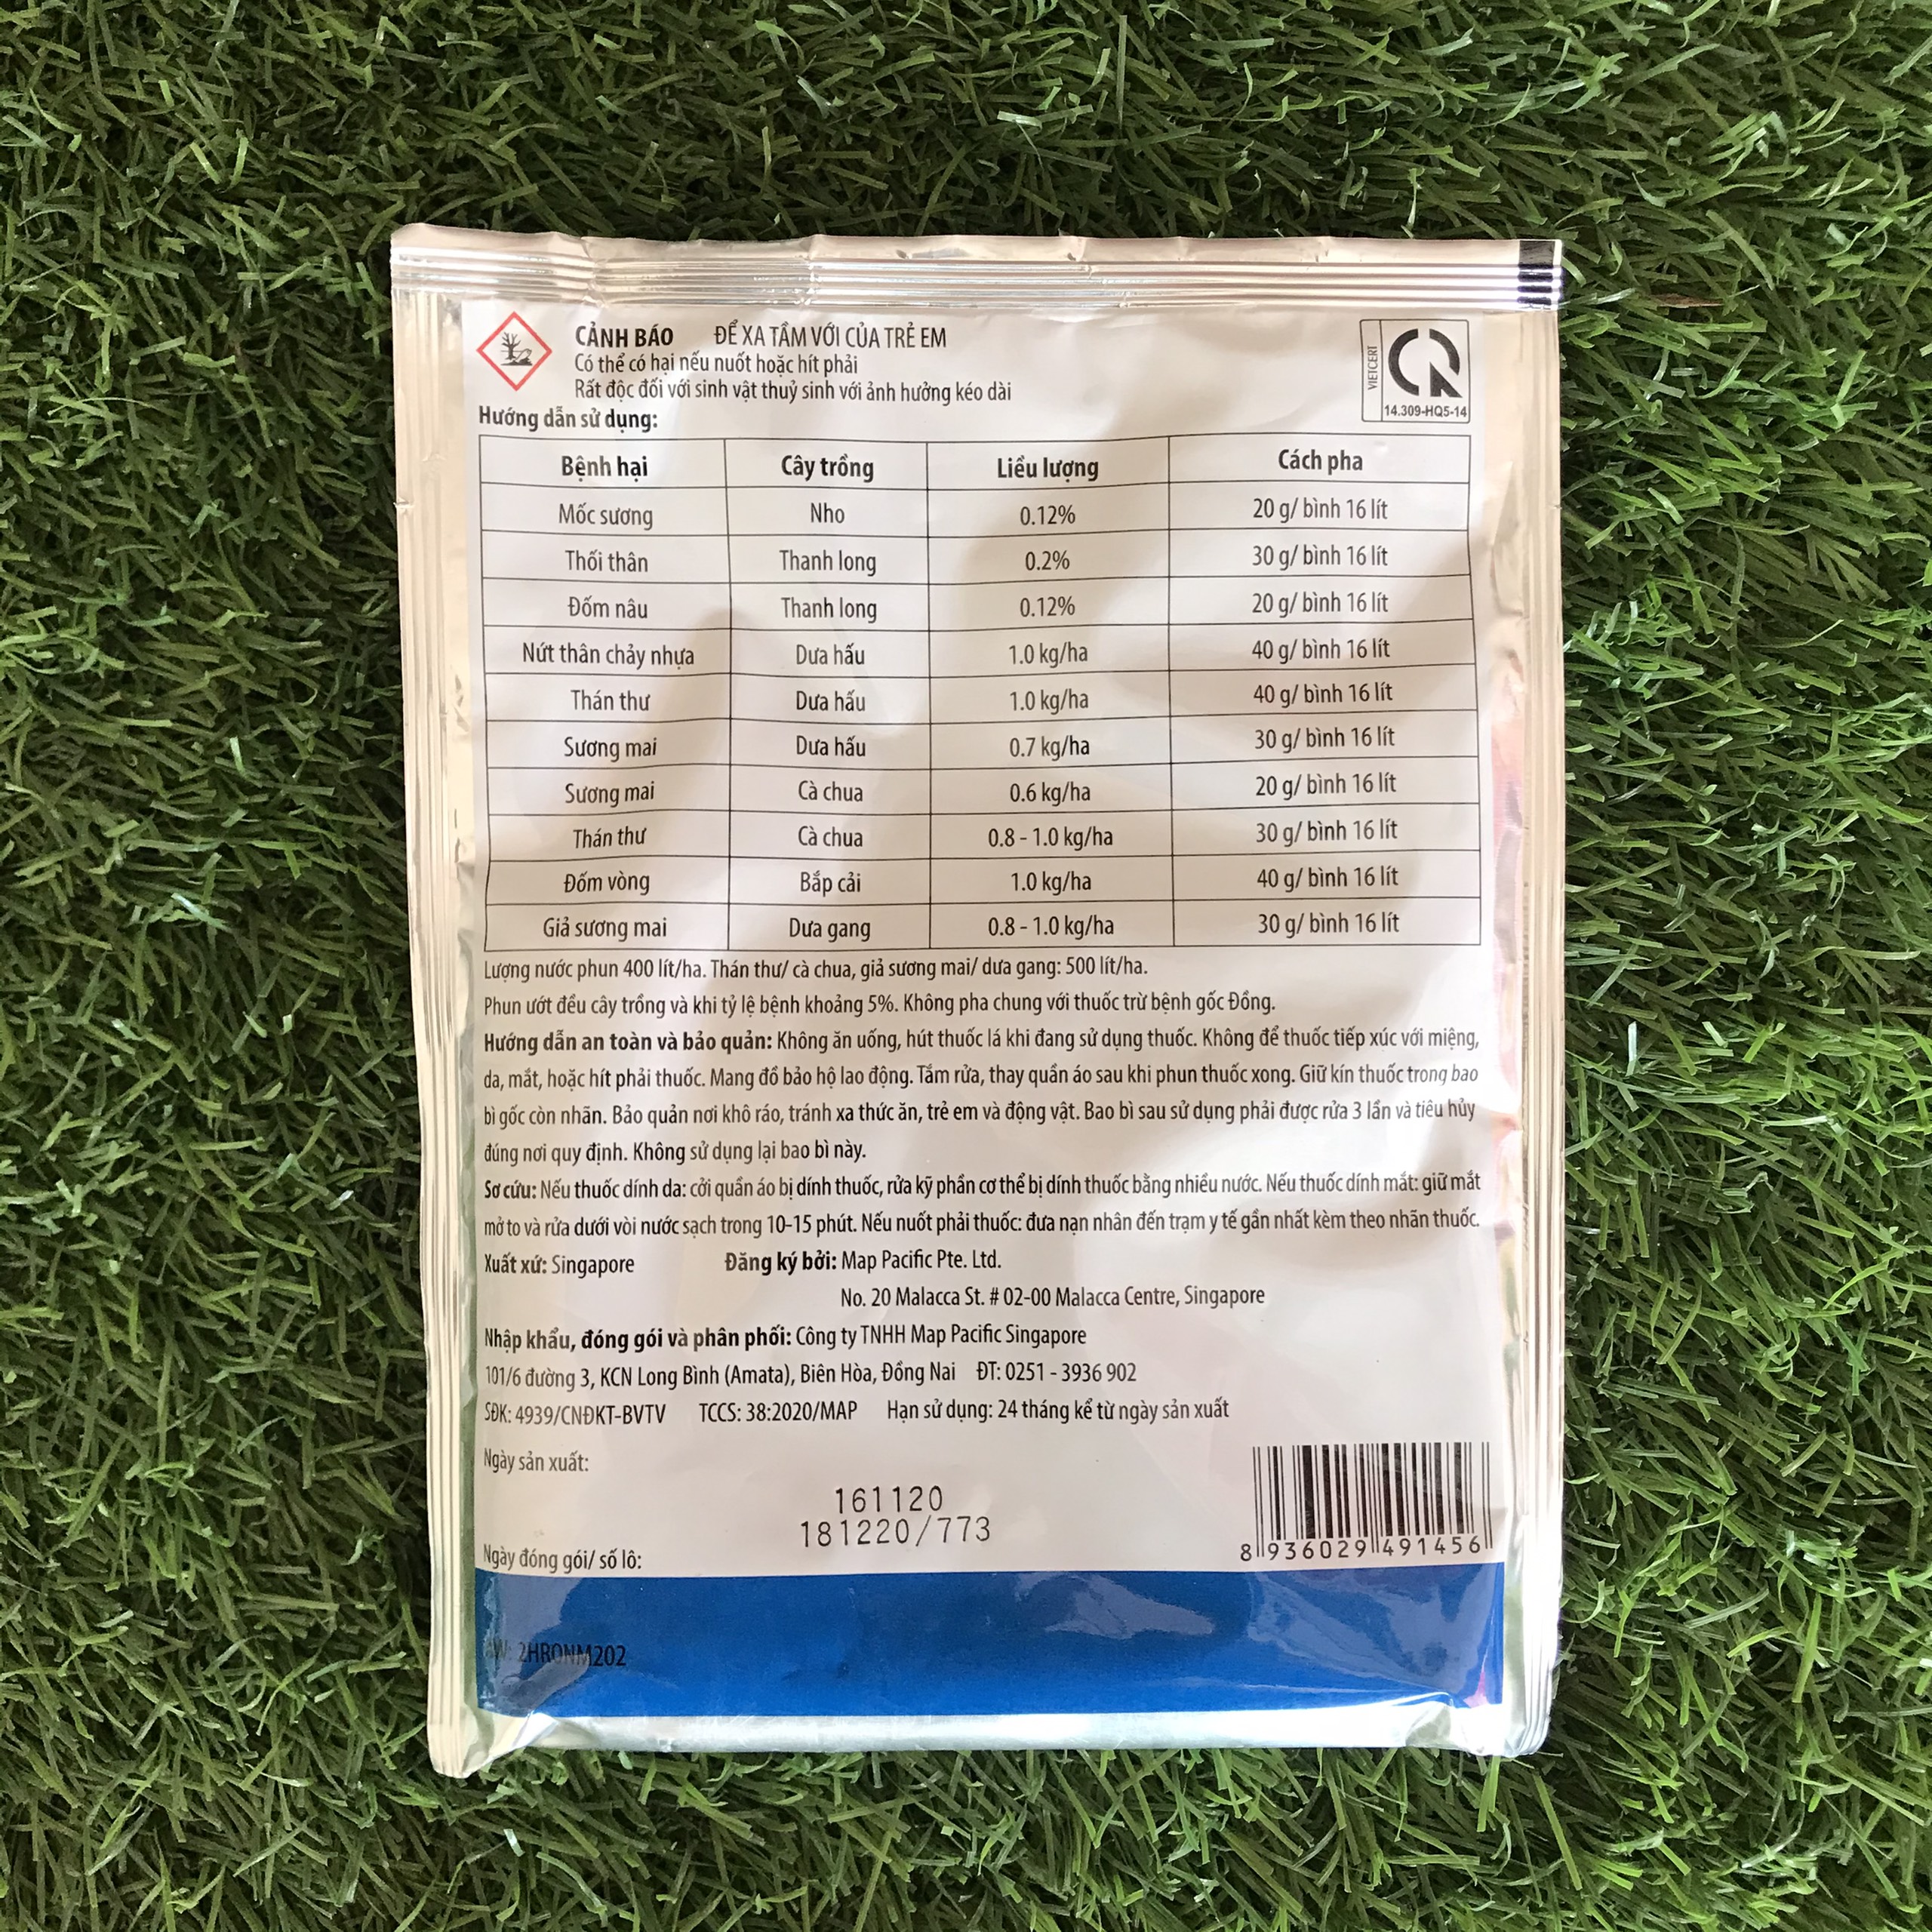 CẢNH BÁO ĐỂ XA TẦM VỚI CỦA TRẺ EM
Có thể có hại nếu nuốt hoặc hít phải
Rất độc đối với sinh vật thuỷ sinh với ảnh hưởng kéo dài
VIETCERT
14.309-HQ5-14
Hướng dẫn sử dụng:
Bệnh hại Cây trồng Liều lượng Cách pha
Mốc sương Nho 0.12% 20 g/ bình 16 lít
Thối thân Thanh long 0.2% 30 g/ bình 16 lít
Đốm nâu Thanh long 0.12% 20 g/ bình 16 lít
Nứt thân chảy nhựa Dưa hấu 1.0 kg/ha 40 g/ bình 16 lít
Thán thư Dưa hấu 1.0 kg/ha 40 g/ bình 16 lít
Sương mai Dưa hấu 0.7 kg/ha 30 g/ bình 16 lít
Sương mai Cà chua 0.6 kg/ha 20 g/ bình 16 lít
Thán thư Cà chua 0.8 - 1.0 kg/ha 30 g/ bình 16 lít
Đốm vòng Bắp cải 1.0 kg/ha 40 g/ bình 16 lít
Giả sương mai Dưa gang 0.8 - 1.0 kg/ha 30 g/ bình 16 lít
Lượng nước phun 400 lít/ha. Thán thư/ cà chua, giả sương mai/ dưa gang: 500 lít/ha.
Phun ướt đều cây trồng và khi tỷ lệ bệnh khoảng 5%. Không pha chung với thuốc trừ bệnh gốc Đồng.
Hướng dẫn an toàn và bảo quản: Không ăn uống, hút thuốc lá khi đang sử dụng thuốc. Không để thuốc tiếp xúc với miệng,
da, mắt, hoặc hít phải thuốc. Mang đồ bảo hộ lao động. Tắm rửa, thay quần áo sau khi phun thuốc xong. Giữ kín thuốc trong bao
bì gốc còn nhãn. Bảo quản nơi khô ráo, tránh xa thức ăn, trẻ em và động vật. Bao bì sau sử dụng phải được rửa 3 lần và tiêu hủy
đúng nơi quy định. Không sử dụng lại bao bì này.
Sơ cứu: Nếu thuốc dính da: cởi quần áo bị dính thuốc, rửa kỹ phần cơ thể bị dính thuốc bằng nhiều nước. Nếu thuốc dính mắt: giữ mắt
mở to và rửa dưới vòi nước sạch trong 10-15 phút. Nếu nuốt phải thuốc: đưa nạn nhân đến trạm y tế gần nhất kèm theo nhãn thuốc.
Xuất xứ: Singapore Đăng ký bởi: Map Pacific Pte. Ltd.
No. 20 Malacca St. # 02-00 Malacca Centre, Singapore
Nhập khẩu, đóng gói và phân phối: Công ty TNHH Map Pacific Singapore
101/6 đường 3, KCN Long Bình (Amata), Biên Hòa, Đồng Nai ĐT: 0251 - 3936 902
SĐK: 4939/CNĐKT-BVTV TCCS: 38:2020/MAP Hạn sử dụng: 24 tháng kể từ ngày sản xuất
Ngày sản xuất:
161120
181220/773
Ngày đóng gói/ số lô:
8 936029 491456
AW: 2HRONM202